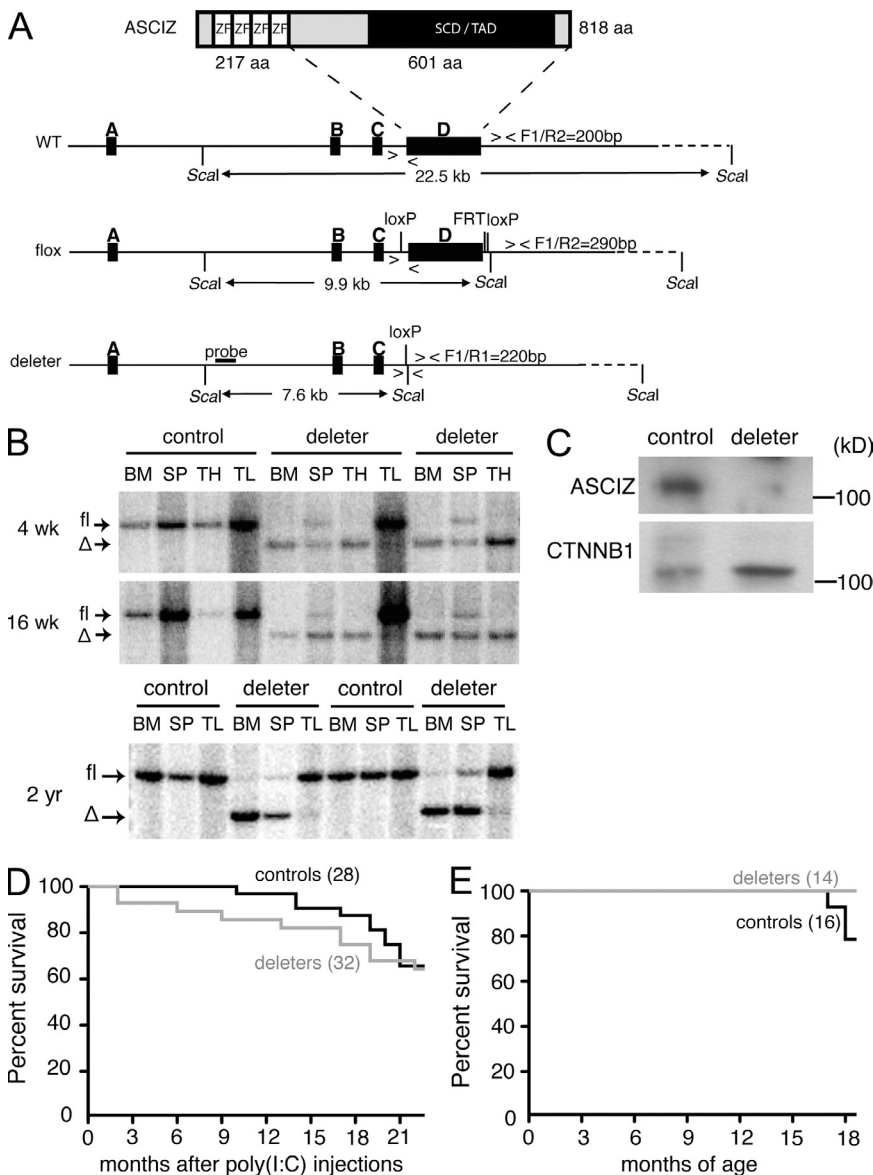 A
ASCIZ ZF ZF ZF ZF SCD / TAD 818 aa
217 aa 601 aa
A B C D
WT > < F1/R2=200bp
> <
ScaI 22.5 kb ScaI
loxP FRT loxP
A B C D
flox > < F1/R2=290bp
> <
ScaI 9.9 kb ScaI ScaI
loxP
A probe B C
deleter > < F1/R1=220bp
> <
ScaI 7.6 kb ScaI ScaI
B
control deleter deleter
BM SP TH TL BM SP TH TL BM SP TH
4 wk fl
Δ
16 wk fl
Δ
control deleter control deleter
BM SP TL BM SP TL BM SP TL BM SP TL
2 yr fl
Δ
C
control deleter (kD)
ASCIZ 100
CTNNB1 100
D
Percent survival
100
80
60
40
20
0
controls (28)
deleters (32)
0 3 6 9 12 15 18 21
months after poly(I:C) injections
E
Percent survival
100
80
60
40
20
0
deleters (14)
controls (16)
0 3 6 9 12 15 18
months of age